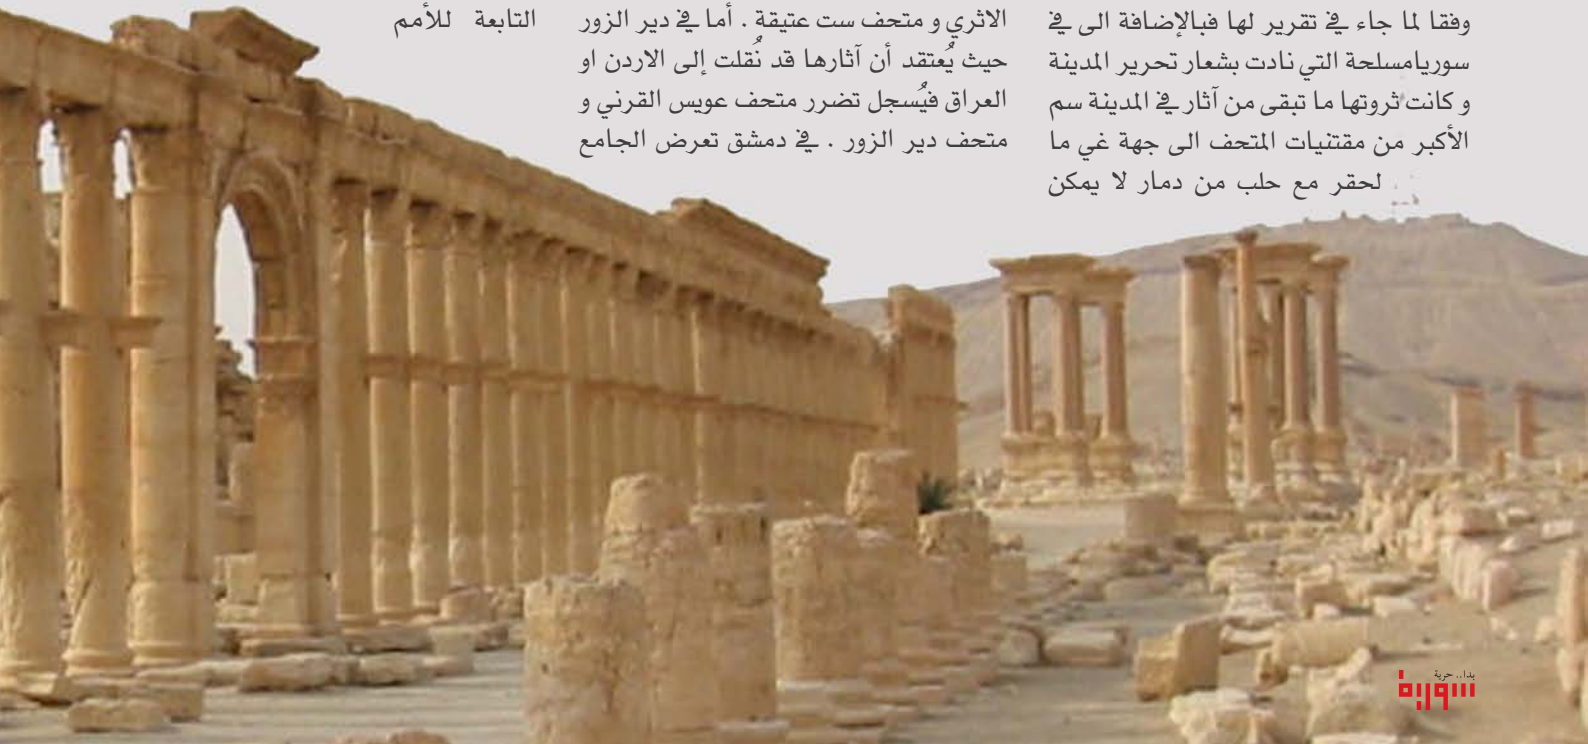 وفقا لما جاء في تقرير لها فبالإضافة الى في
سوريامسلحة التي نادت بشعار تحرير المدينة
و كانت ثروتها ما تبقى من آثار في المدينة سم
الأكبر من مقتنيات المتحف الى جهة غي ما
لحقر مع حلب من دمار لا يمكن
الاثري و متحف ست عتيقة . أما في دير الزور
حيث يُعتقد أن آثارها قد نُقلت إلى الاردن او
العراق فيُسجل تضرر متحف عويس القرني و
متحف دير الزور . في دمشق تعرض الجامع
التابعة للأمم
بدا.. حرية
سورية